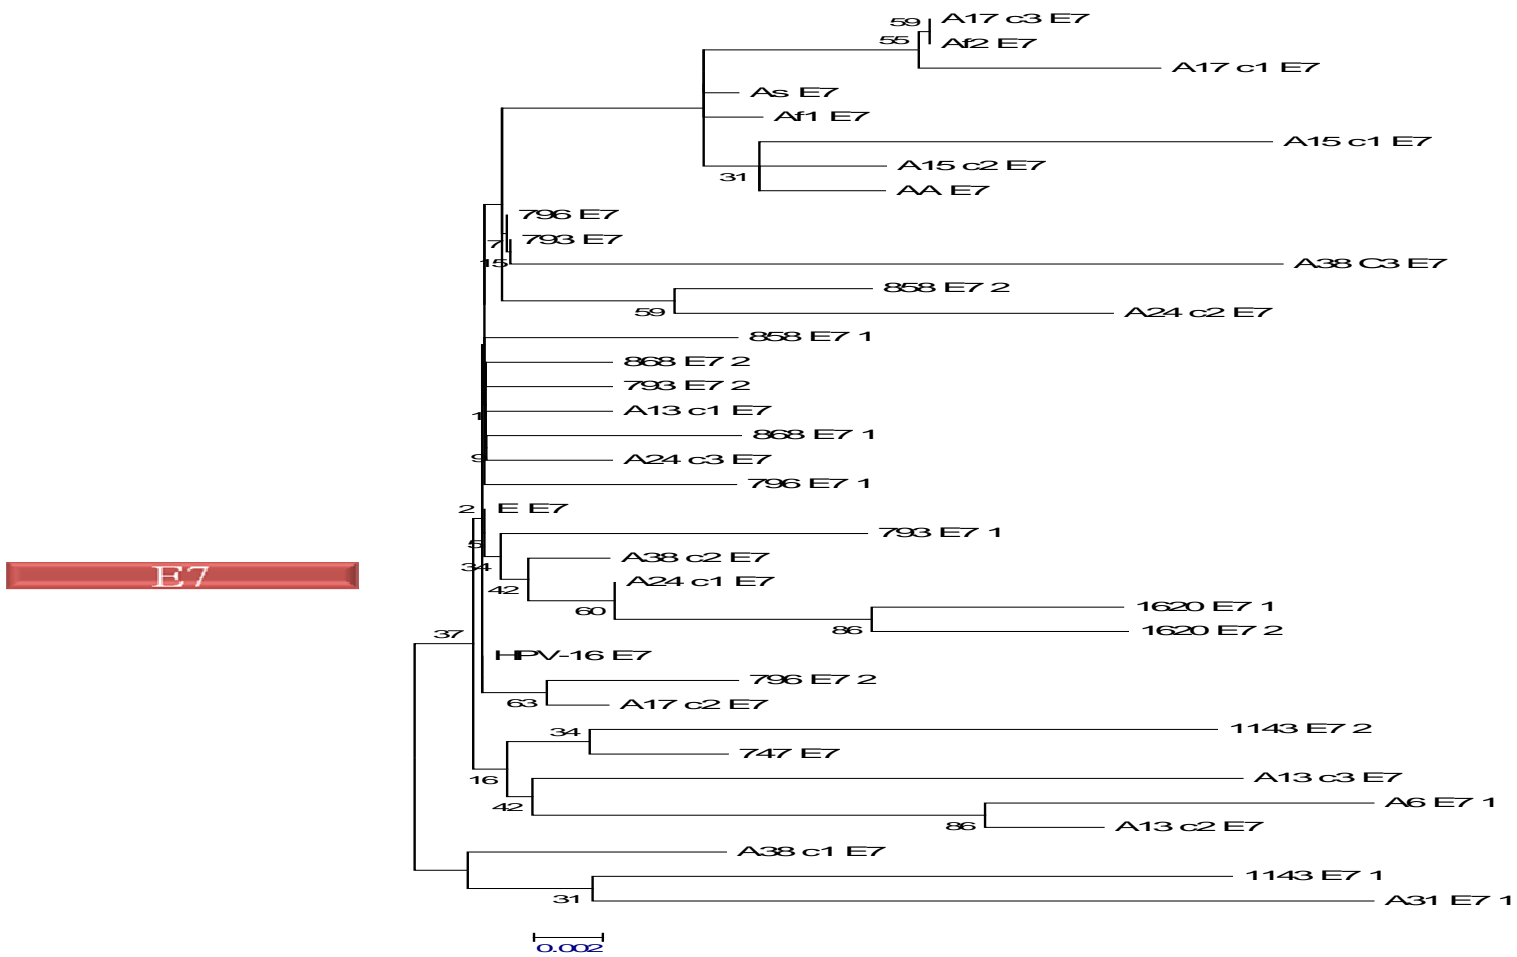 59 A17 c3 E7
55 Af2 E7
A17 c1 E7
As E7
Af1 E7
A15 c1 E7
A15 c2 E7
31 AA E7
796 E7
7 793 E7
15 A38 C3 E7
858 E7 2
59 A24 c2 E7
858 E7 1
868 E7 2
793 E7 2
1 A13 c1 E7
868 E7 1
9 A24 c3 E7
796 E7 1
2 E E7
793 E7 1
5
A38 c2 E7
34
E7
A24 c1 E7
42
60 1620 E7 1
86 1620 E7 2
37
HPV-16 E7
796 E7 2
63 A17 c2 E7
34 1143 E7 2
747 E7
16 A13 c3 E7
42 A6 E7 1
86 A13 c2 E7
A38 c1 E7
1143 E7 1
31 A31 E7 1
0.002